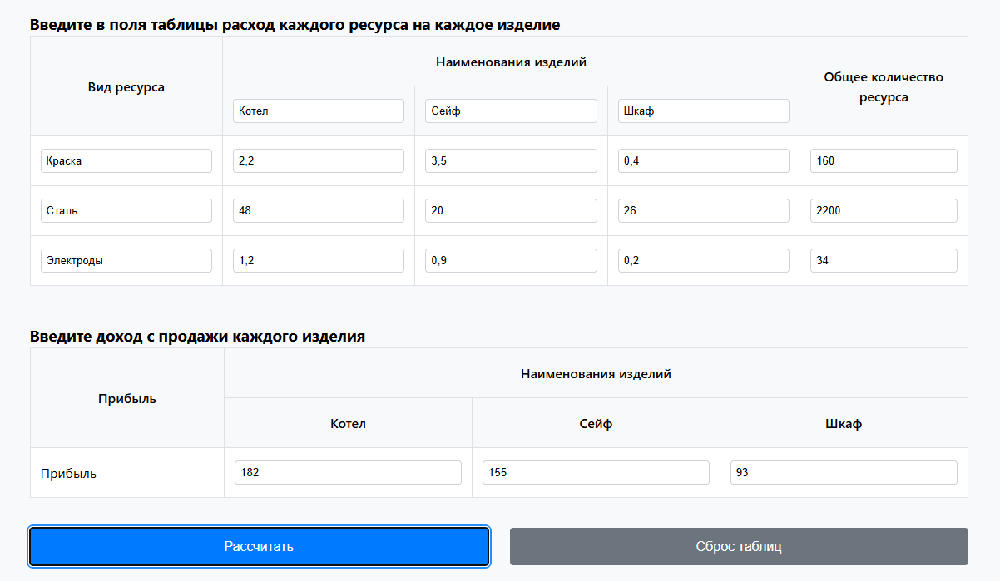 Введите в поля таблицы расход каждого ресурса на каждое изделие
Вид ресурса
Наименования изделий
Общее количество
ресурса
Котел
Сейф
Шкаф
Краска
2,2
3,5
0,4
160
Сталь
48
20
26
2200
Электроды
1,2
0,9
0,2
34
Введите доход с продажи каждого изделия
Прибыль
Наименования изделий
Котел
Сейф
Шкаф
Прибыль
182
155
93
Рассчитать
Сброс таблиц